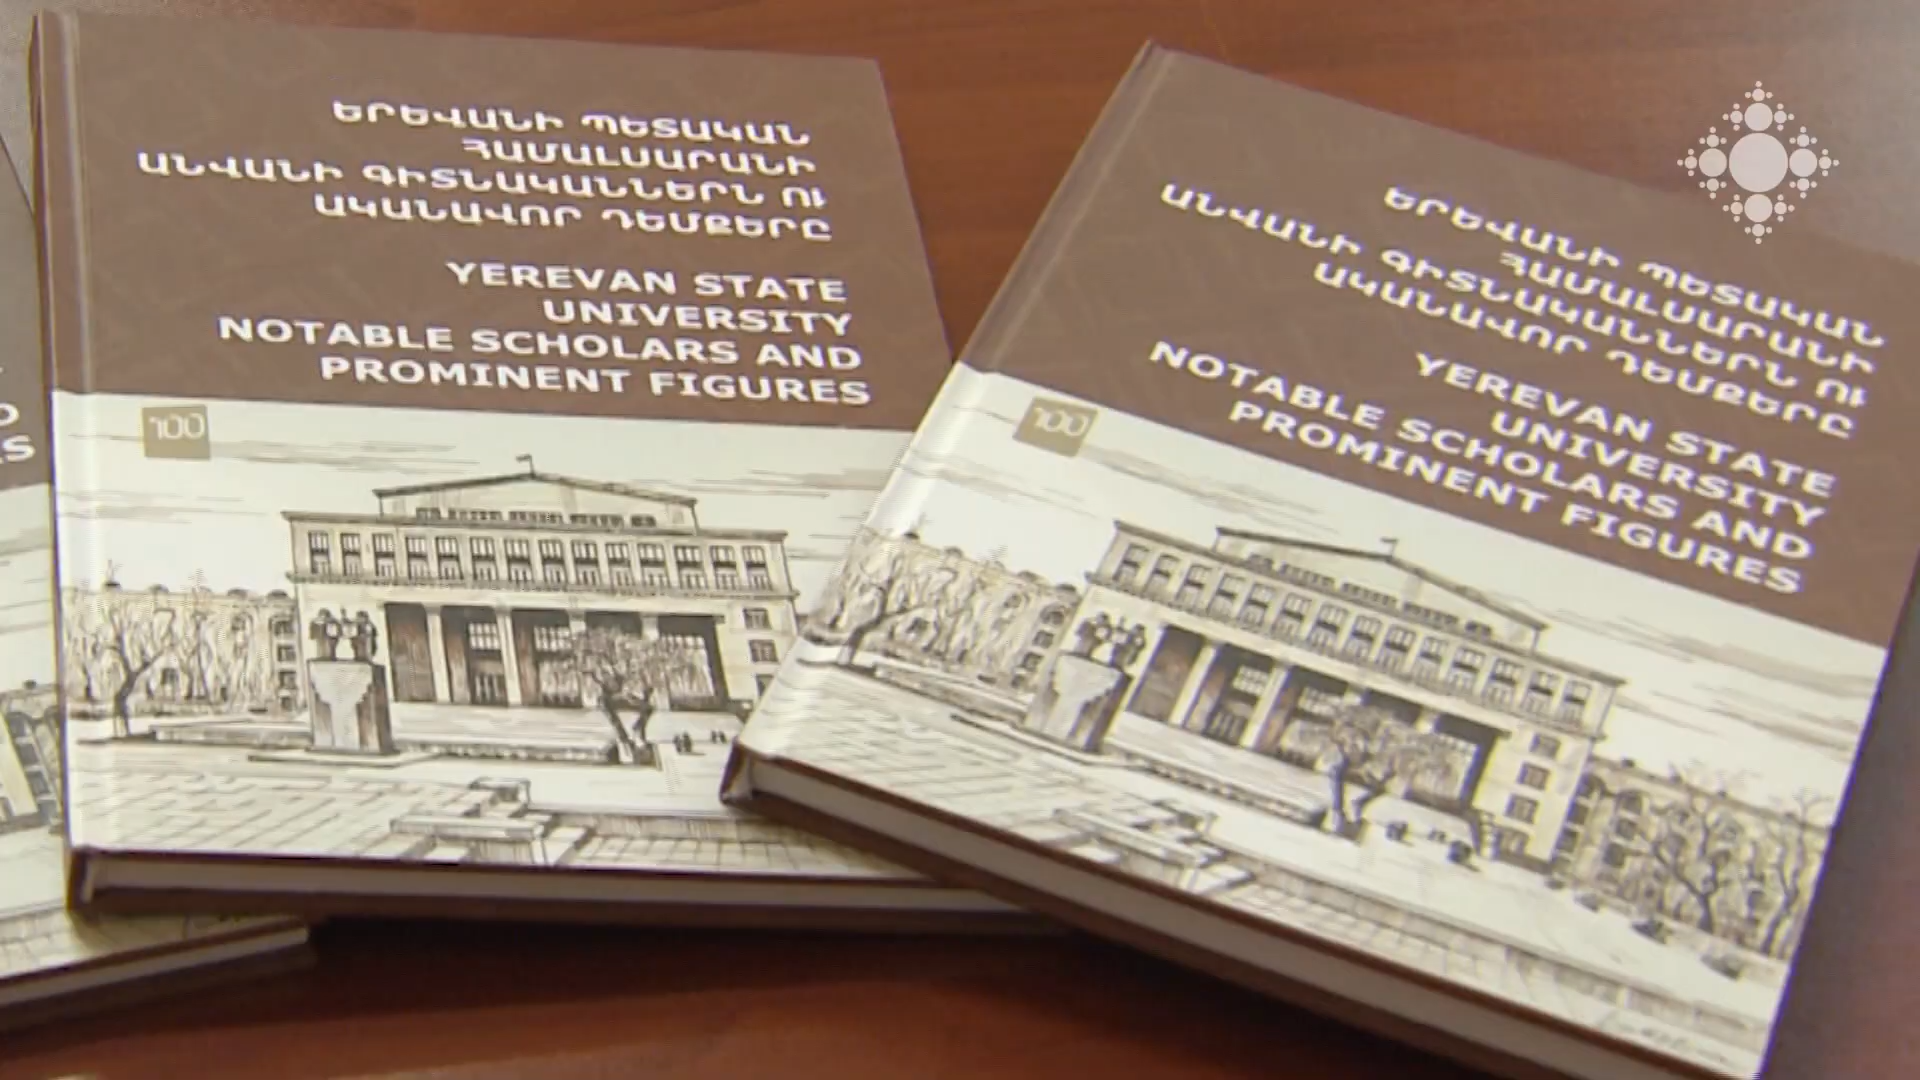 ԵՐԵՎԱՆԻ ՊԵՏԱԿԱՆ
ՀԱՄԱԼՍԱՐԱՆԻ
ԱՆՎԱՆԻ ԳԻՏՆԱԿԱՆՆԵՐՆ ՈՒ
ԱԿԱՆԱՎՈՐ ԴԵՄՔԵՐԸ
YEREVAN STATE
UNIVERSITY
NOTABLE SCHOLARS AND
PROMINENT FIGURES
100
ԵՐԵՎԱՆԻ ՊԵՏԱԿԱՆ
ՀԱՄԱԼՍԱՐԱՆԻ
ԱՆՎԱՆԻ ԳԻՏՆԱԿԱՆՆԵՐՆ ՈՒ
ԱԿԱՆԱՎՈՐ ԴԵՄՔԵՐԸ
YEREVAN STATE
UNIVERSITY
NOTABLE SCHOLARS AND
PROMINENT FIGURES
100